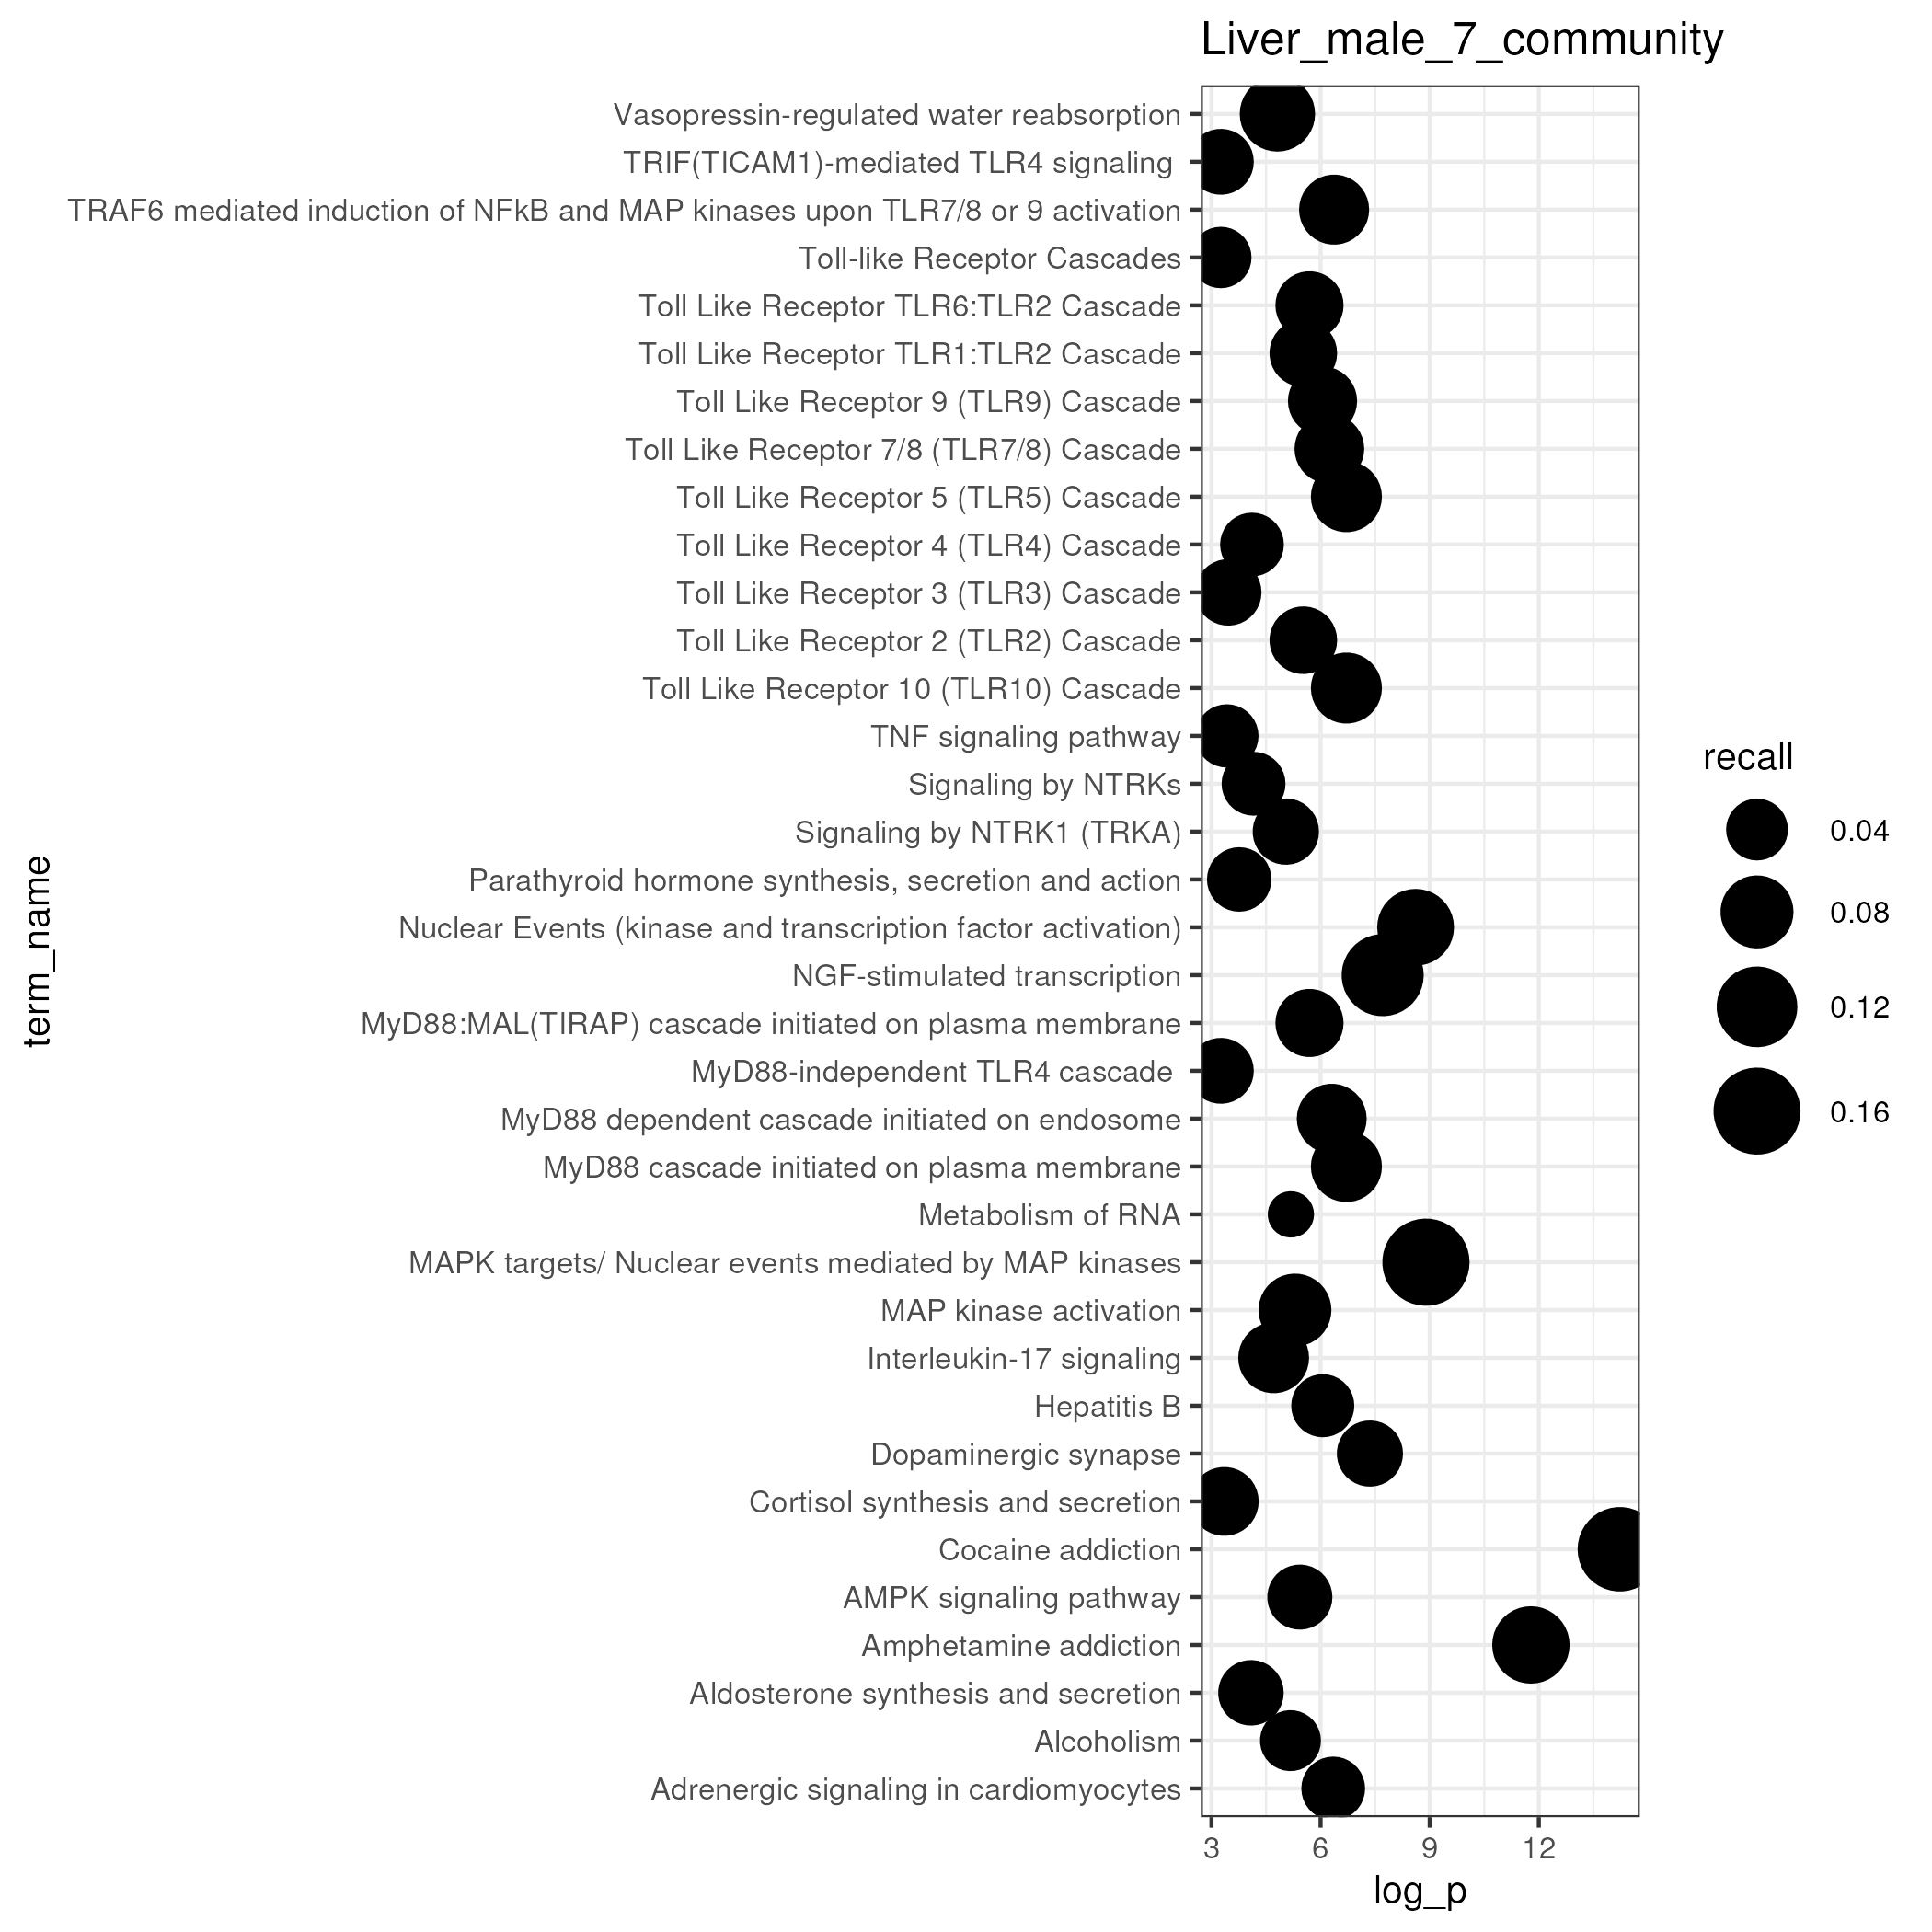 Liver_male_7_community
Vasopressin-regulated water reabsorption
TRIF(TICAM1)-mediated TLR4 signaling
TRAF6 mediated induction of NFkB and MAP kinases upon TLR7/8 or 9 activation
Toll-like Receptor Cascades
Toll Like Receptor TLR6:TLR2 Cascade
Toll Like Receptor TLR1:TLR2 Cascade
Toll Like Receptor 9 (TLR9) Cascade
Toll Like Receptor 7/8 (TLR7/8) Cascade
Toll Like Receptor 5 (TLR5) Cascade
Toll Like Receptor 4 (TLR4) Cascade
Toll Like Receptor 3 (TLR3) Cascade
Toll Like Receptor 2 (TLR2) Cascade
Toll Like Receptor 10 (TLR10) Cascade
TNF signaling pathway
Signaling by NTRKs
Signaling by NTRK1 (TRKA)
Parathyroid hormone synthesis, secretion and action
Nuclear Events (kinase and transcription factor activation)
NGF-stimulated transcription
MyD88:MAL(TIRAP) cascade initiated on plasma membrane
MyD88-independent TLR4 cascade
MyD88 dependent cascade initiated on endosome
MyD88 cascade initiated on plasma membrane
Metabolism of RNA
MAPK targets/ Nuclear events mediated by MAP kinases
MAP kinase activation
Interleukin-17 signaling
Hepatitis B
Dopaminergic synapse
Cortisol synthesis and secretion
Cocaine addiction
AMPK signaling pathway
Amphetamine addiction
Aldosterone synthesis and secretion
Alcoholism
Adrenergic signaling in cardiomyocytes
term_name
3 6 9 12
log_p
recall
0.04
0.08
0.12
0.16